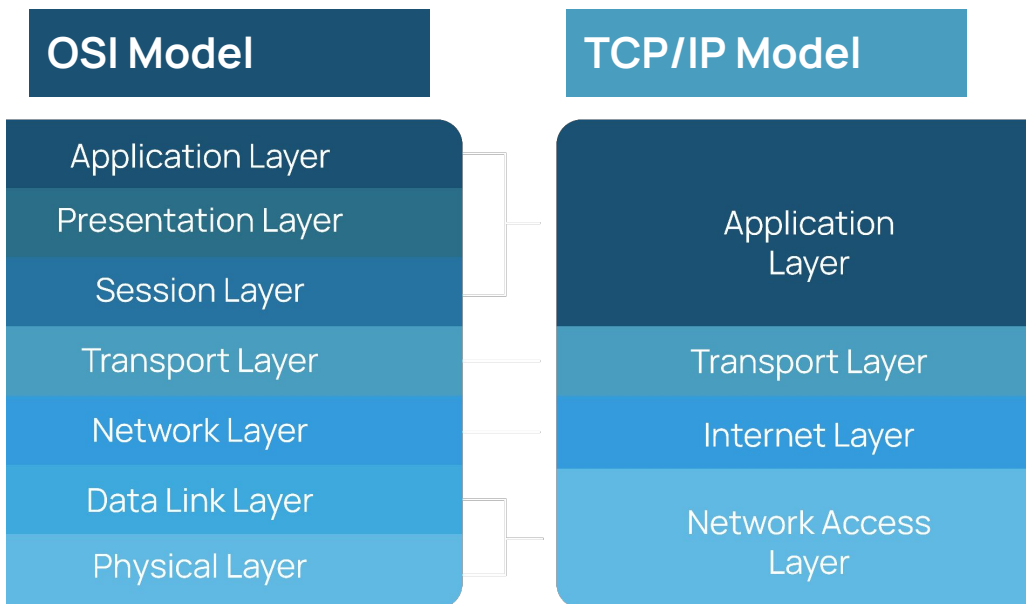 OSI Model
TCP/IP Model
Application Layer
Presentation Layer
Session Layer
Transport Layer
Network Layer
Data Link Layer
Physical Layer
Application
Layer
Transport Layer
Internet Layer
Network Access
Layer